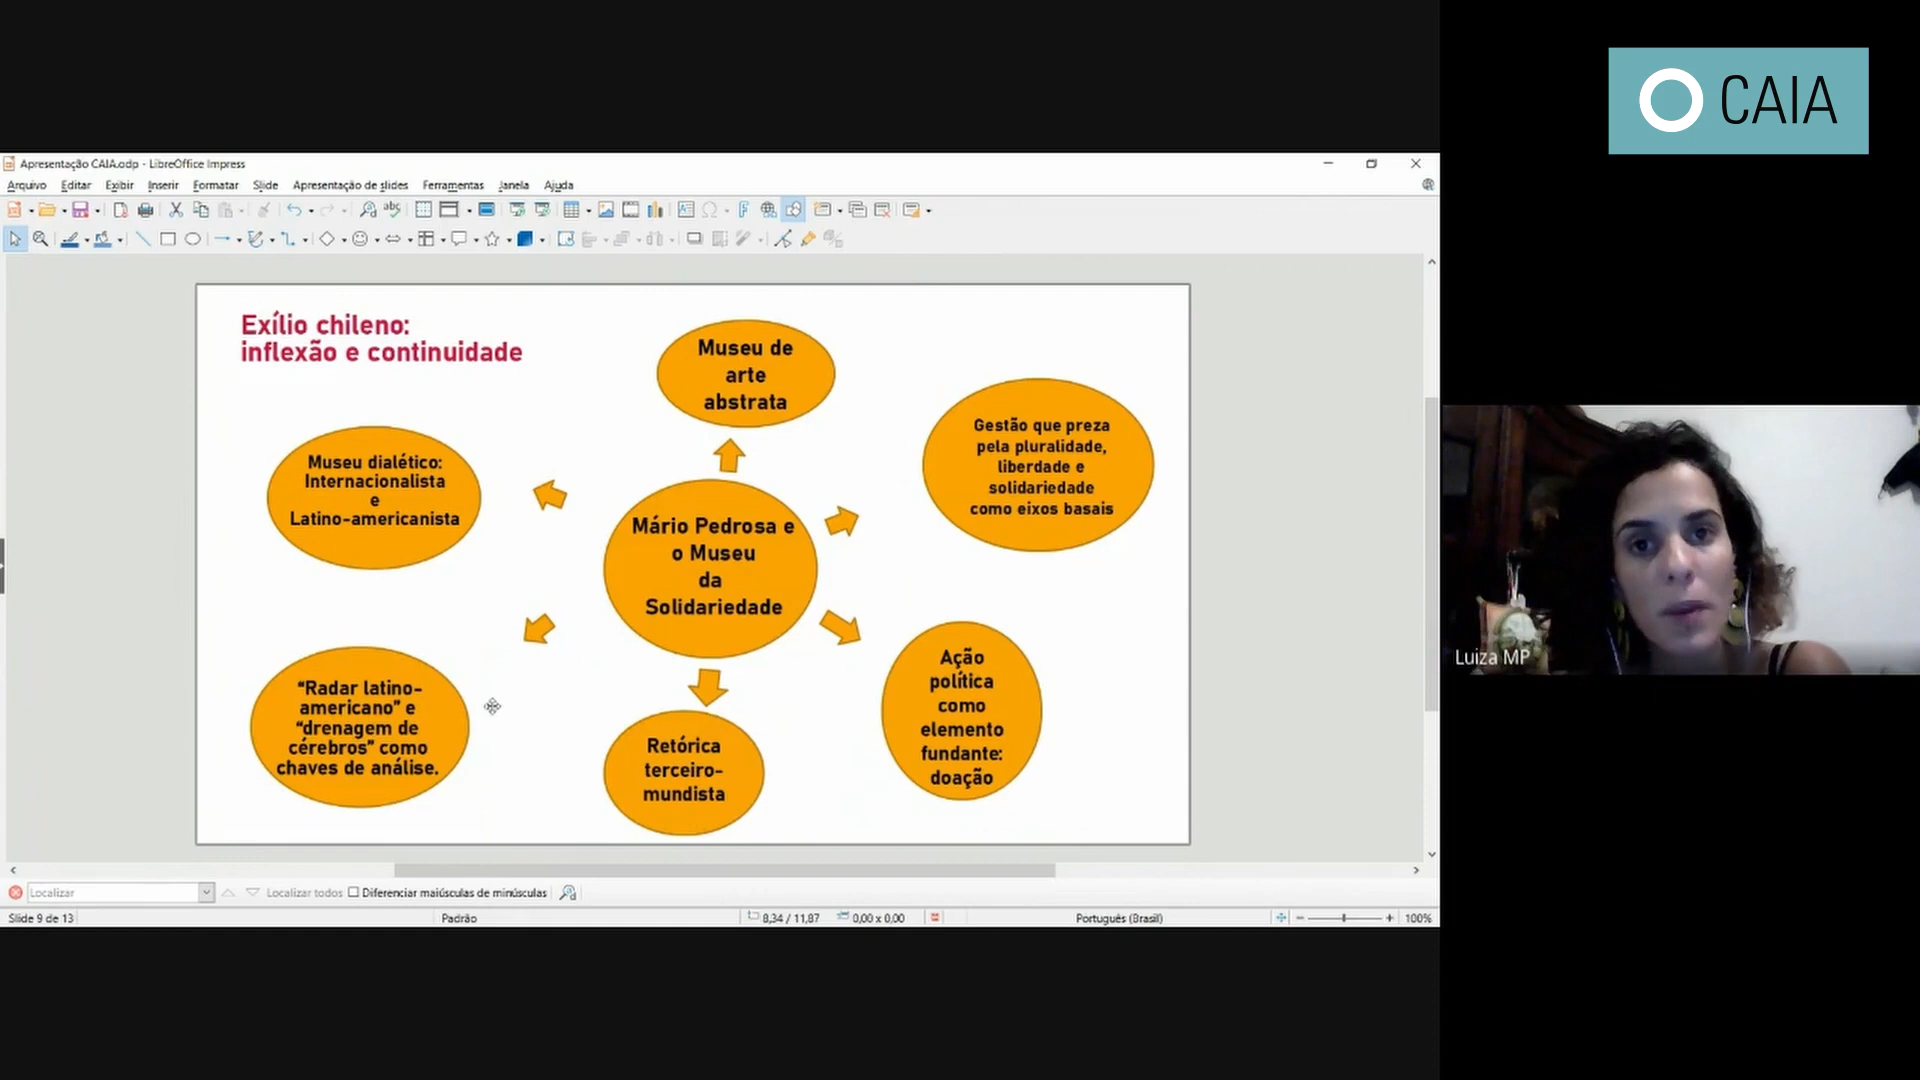 CAIA
Apresentação CAIA.odp - LibreOffice Impress
Arquivo Editar Exibir Inserir Formatar Slide Apresentação de slides Ferramentas Janela Ajuda
Exílio chileno:
inflexão e continuidade
Museu de
arte
abstrata
Gestão que preza
pela pluralidade,
liberdade e
solidariedade
como eixos basais
Museu dialético:
Internacionalista
e
Latino-americanista
Mário Pedrosa e
o Museu
da
Solidariedade
“Radar latino-
americano” e
“drenagem de
cérebros” como
chaves de análise.
Retórica
terceiro-
mundista
Ação
política
como
elemento
fundante:
doação
Luiza MP
Localizar Localizar todos Diferenciar maiúsculas de minúsculas
Slide 9 de 13 Padrão 8,34 / 11,87 0,00 x 0,00 Português (Brasil) 100%